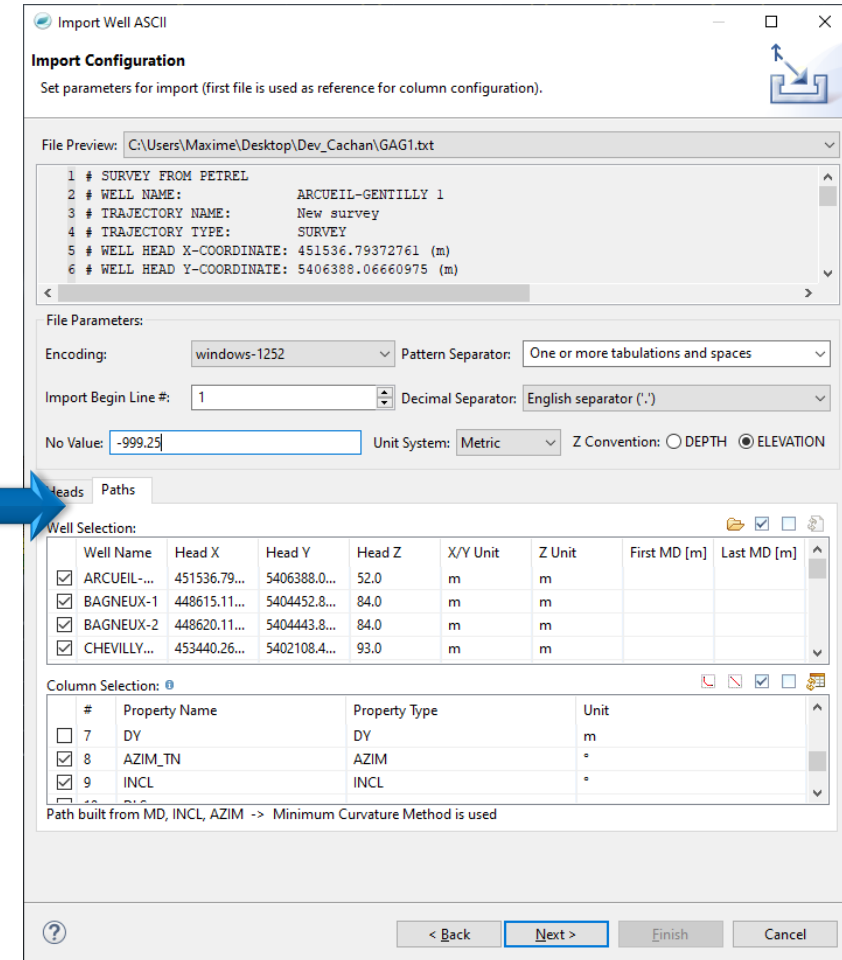 Import Well ASCII
Import Configuration
Set parameters for import (first file is used as reference for column configuration).
File Preview: C:\Users\Maxime\Desktop\Dev_Cachan\GAG1.txt
1 # SURVEY FROM PETREL
2 # WELL NAME: ARCUEIL-GENTILLY 1
3 # TRAJECTORY NAME: New survey
4 # TRAJECTORY TYPE: SURVEY
5 # WELL HEAD X-COORDINATE: 451536.79372761 (m)
6 # WELL HEAD Y-COORDINATE: 5406388.06660975 (m)
File Parameters:
Encoding: windows-1252 Pattern Separator: One or more tabulations and spaces
Import Begin Line #: 1 Decimal Separator: English separator ('.')
No Value: -999.25 Unit System: Metric Z Convention: DEPTH ELEVATION
Heads Paths
Well Selection:
Well Name Head X Head Y Head Z X/Y Unit Z Unit First MD [m] Last MD [m]
ARCUEIL-... 451536.79... 5406388.0... 52.0 m m
BAGNEUX-1 448615.11... 5404452.8... 84.0 m m
BAGNEUX-2 448620.11... 5404443.8... 84.0 m m
CHEVILLY... 453440.26... 5402108.4... 93.0 m m
Column Selection:
# Property Name Property Type Unit
7 DY DY m
8 AZIM_TN AZIM °
9 INCL INCL °
Path built from MD, INCL, AZIM -> Minimum Curvature Method is used
? < Back Next > Finish Cancel